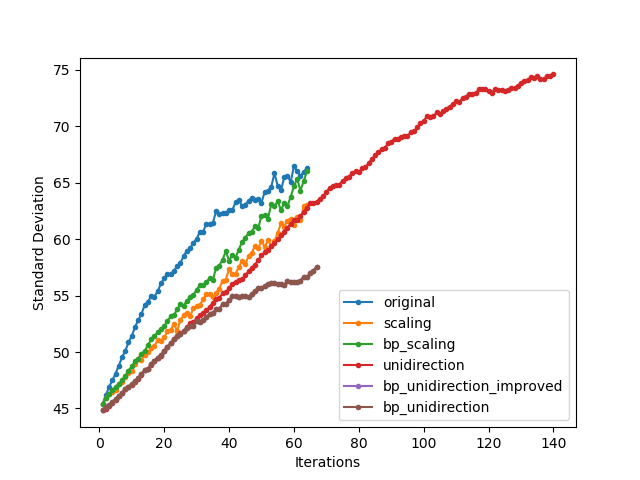 75
70
65
60
55
50
45
Standard Deviation
0 20 40 60 80 100 120 140
Iterations
original
scaling
bp_scaling
unidirection
bp_unidirection_improved
bp_unidirection